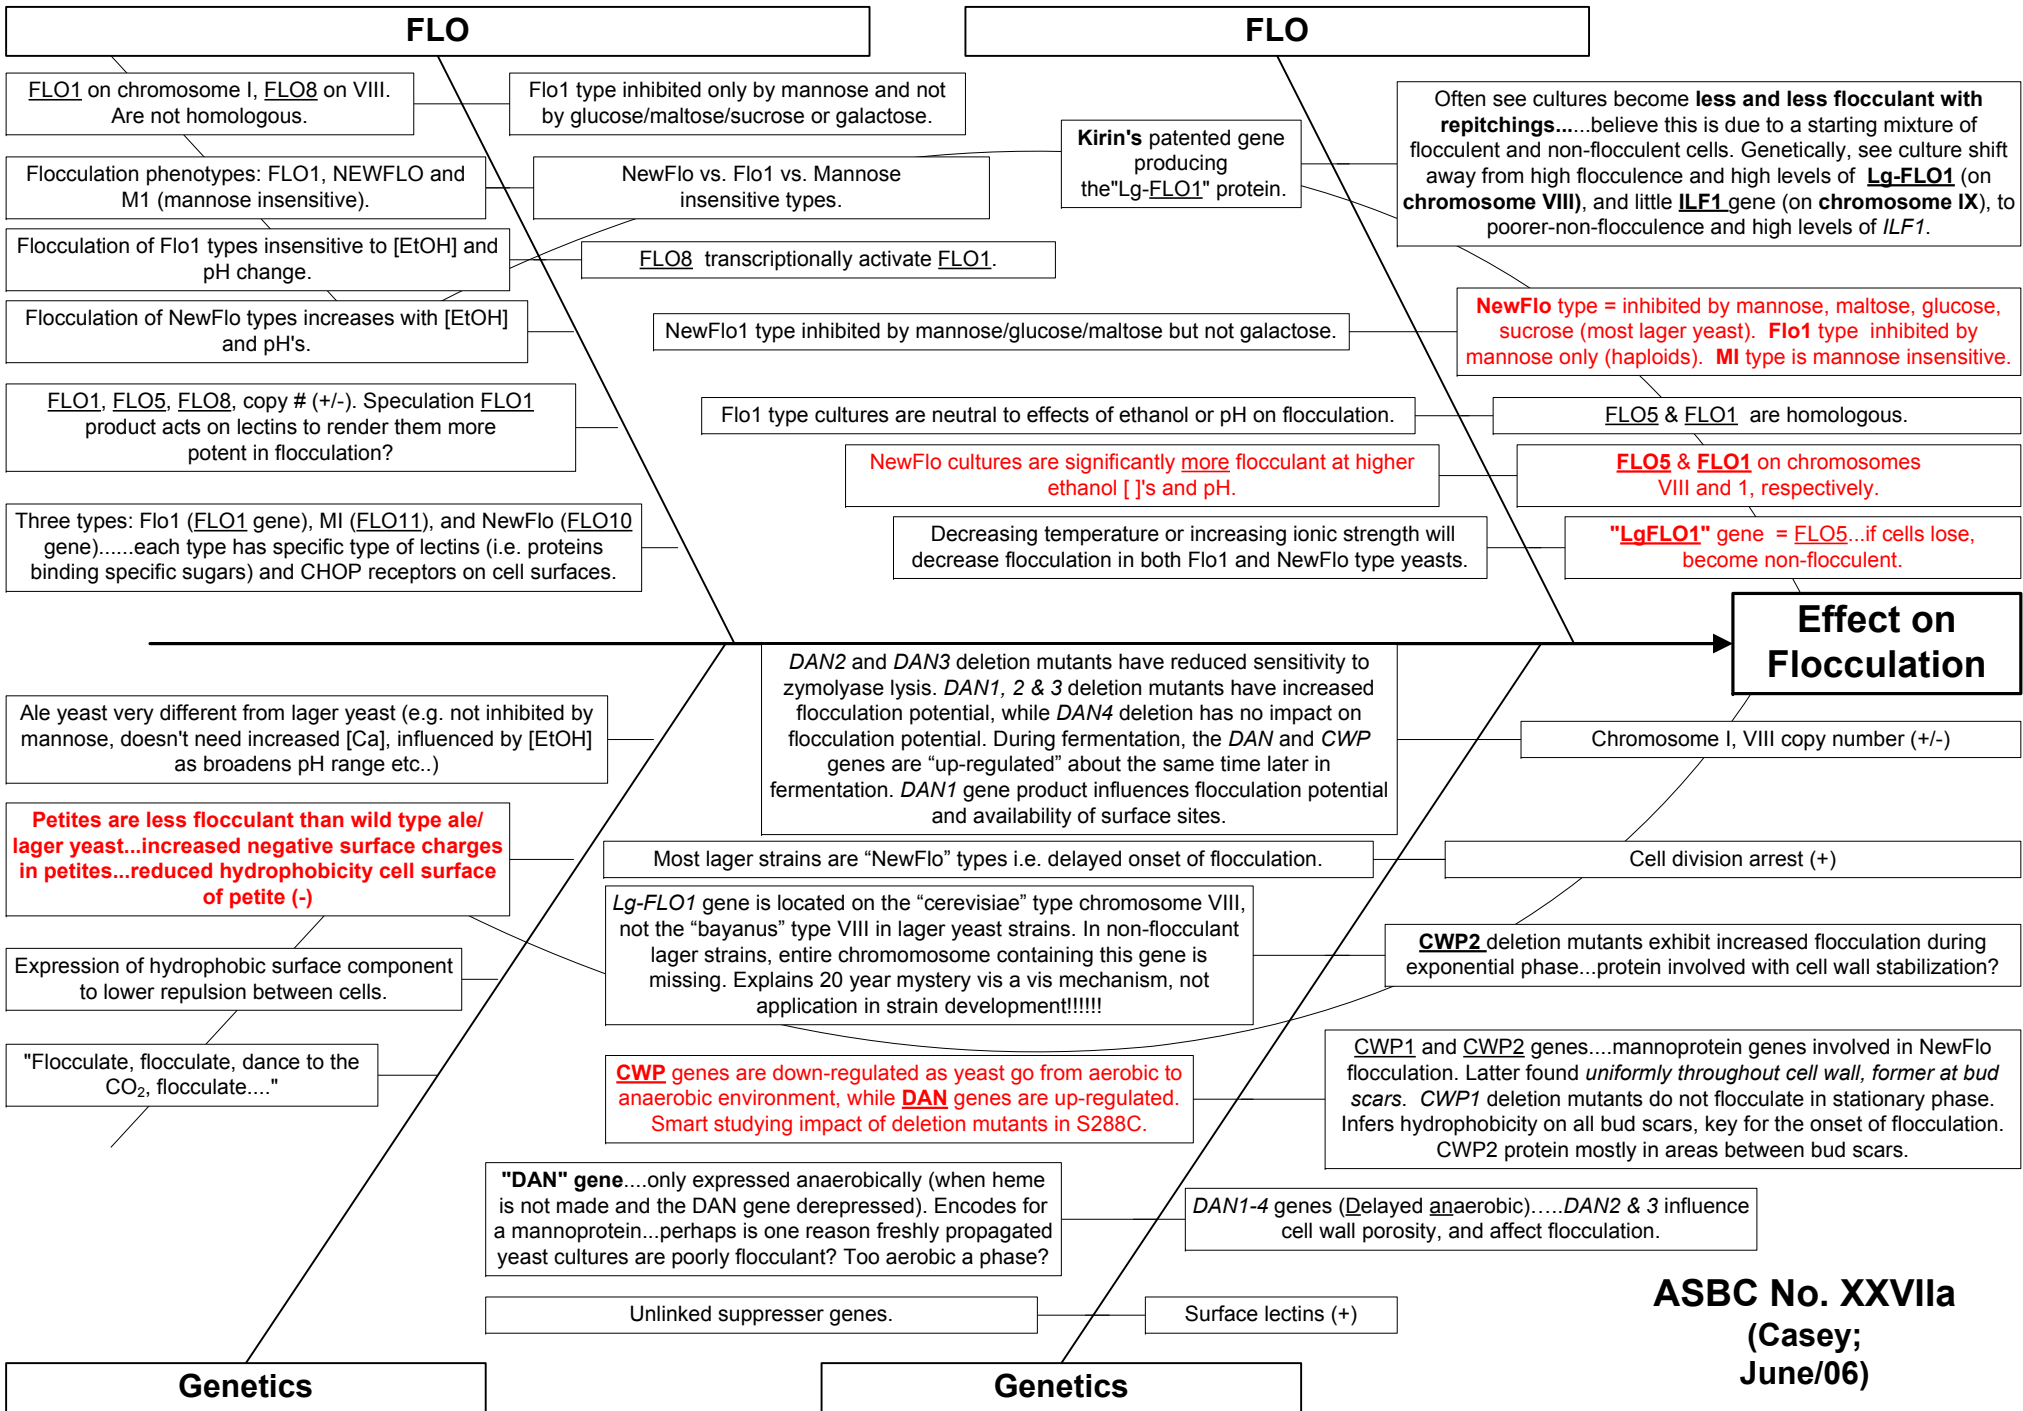 FLO
FLO
FLO1 on chromosome I, FLO8 on VIII.
Are not homologous.
Flo1 type inhibited only by mannose and not
by glucose/maltose/sucrose or galactose.
Kirin's patented gene
producing
the"Lg-FLO1" protein.
Often see cultures become less and less flocculant with
repitchings......believe this is due to a starting mixture of
flocculent and non-flocculent cells. Genetically, see culture shift
away from high flocculence and high levels of Lg-FLO1 (on
chromosome VIII), and little ILF1 gene (on chromosome IX), to
poorer-non-flocculence and high levels of ILF1.
Flocculation phenotypes: FLO1, NEWFLO and
M1 (mannose insensitive).
NewFlo vs. Flo1 vs. Mannose
insensitive types.
Flocculation of Flo1 types insensitive to [EtOH] and
pH change.
FLO8 transcriptionally activate FLO1.
Flocculation of NewFlo types increases with [EtOH]
and pH's.
NewFlo1 type inhibited by mannose/glucose/maltose but not galactose.
NewFlo type = inhibited by mannose, maltose, glucose,
sucrose (most lager yeast). Flo1 type inhibited by
mannose only (haploids). MI type is mannose insensitive.
FLO1, FLO5, FLO8, copy # (+/-). Speculation FLO1
product acts on lectins to render them more
potent in flocculation?
Flo1 type cultures are neutral to effects of ethanol or pH on flocculation.
FLO5 & FLO1 are homologous.
NewFlo cultures are significantly more flocculant at higher
ethanol [ ]'s and pH.
FLO5 & FLO1 on chromosomes
VIII and 1, respectively.
Three types: Flo1 (FLO1 gene), MI (FLO11), and NewFlo (FLO10
gene)......each type has specific type of lectins (i.e. proteins
binding specific sugars) and CHOP receptors on cell surfaces.
Decreasing temperature or increasing ionic strength will
decrease flocculation in both Flo1 and NewFlo type yeasts.
"LgFLO1" gene = FLO5...if cells lose,
become non-flocculent.
Effect on
Flocculation
DAN2 and DAN3 deletion mutants have reduced sensitivity to
zymolyase lysis. DAN1, 2 & 3 deletion mutants have increased
flocculation potential, while DAN4 deletion has no impact on
flocculation potential. During fermentation, the DAN and CWP
genes are “up-regulated” about the same time later in
fermentation. DAN1 gene product influences flocculation potential
and availability of surface sites.
Ale yeast very different from lager yeast (e.g. not inhibited by
mannose, doesn't need increased [Ca], influenced by [EtOH]
as broadens pH range etc..)
Chromosome I, VIII copy number (+/-)
Petites are less flocculant than wild type ale/
lager yeast...increased negative surface charges
in petites...reduced hydrophobicity cell surface
of petite (-)
Most lager strains are “NewFlo” types i.e. delayed onset of flocculation.
Cell division arrest (+)
Lg-FLO1 gene is located on the “cerevisiae” type chromosome VIII,
not the “bayanus” type VIII in lager yeast strains. In non-flocculant
lager strains, entire chromomosome containing this gene is
missing. Explains 20 year mystery vis a vis mechanism, not
application in strain development!!!!!!
CWP2 deletion mutants exhibit increased flocculation during
exponential phase...protein involved with cell wall stabilization?
Expression of hydrophobic surface component
to lower repulsion between cells.
"Flocculate, flocculate, dance to the
CO2, flocculate...."
CWP genes are down-regulated as yeast go from aerobic to
anaerobic environment, while DAN genes are up-regulated.
Smart studying impact of deletion mutants in S288C.
CWP1 and CWP2 genes....mannoprotein genes involved in NewFlo
flocculation. Latter found uniformly throughout cell wall, former at bud
scars. CWP1 deletion mutants do not flocculate in stationary phase.
Infers hydrophobicity on all bud scars, key for the onset of flocculation.
CWP2 protein mostly in areas between bud scars.
"DAN" gene....only expressed anaerobically (when heme
is not made and the DAN gene derepressed). Encodes for
a mannoprotein...perhaps is one reason freshly propagated
yeast cultures are poorly flocculant? Too aerobic a phase?
DAN1-4 genes (Delayed anaerobic)…..DAN2 & 3 influence
cell wall porosity, and affect flocculation.
Unlinked suppresser genes.
Surface lectins (+)
ASBC No. XXVIIa
(Casey;
June/06)
Genetics
Genetics